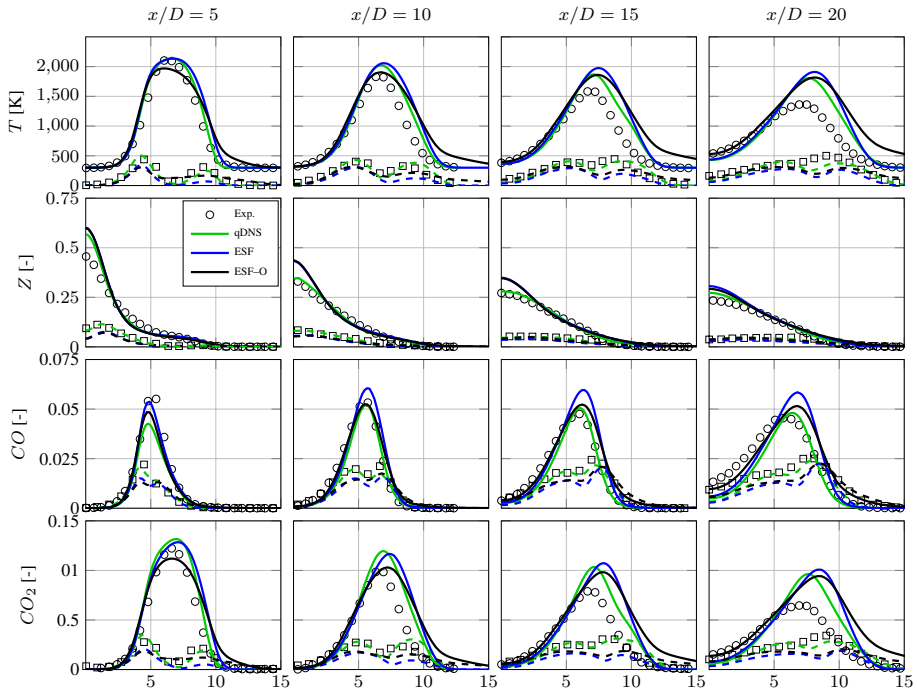 x/D = 5 x/D = 10 x/D = 15 x/D = 20
2,000
1,500
1,000
500
0
T [K]
0.75
0.5
0.25
0
Z [-]
Exp.
qDNS
ESF
ESF–O
0.075
0.05
0.025
0
CO [-]
0.15
01
0.5
0
CO₂ [-]
5 10 15 5 10 15 5 10 15 5 10 15